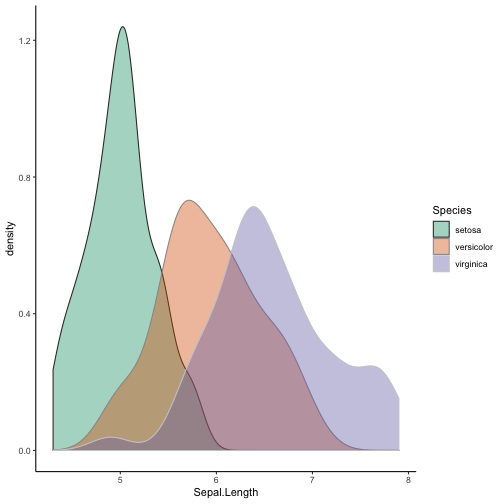 1.2
0.8
0.4
0.0
density
5 6 7 8
Sepal.Length
Species
setosa
versicolor
virginica